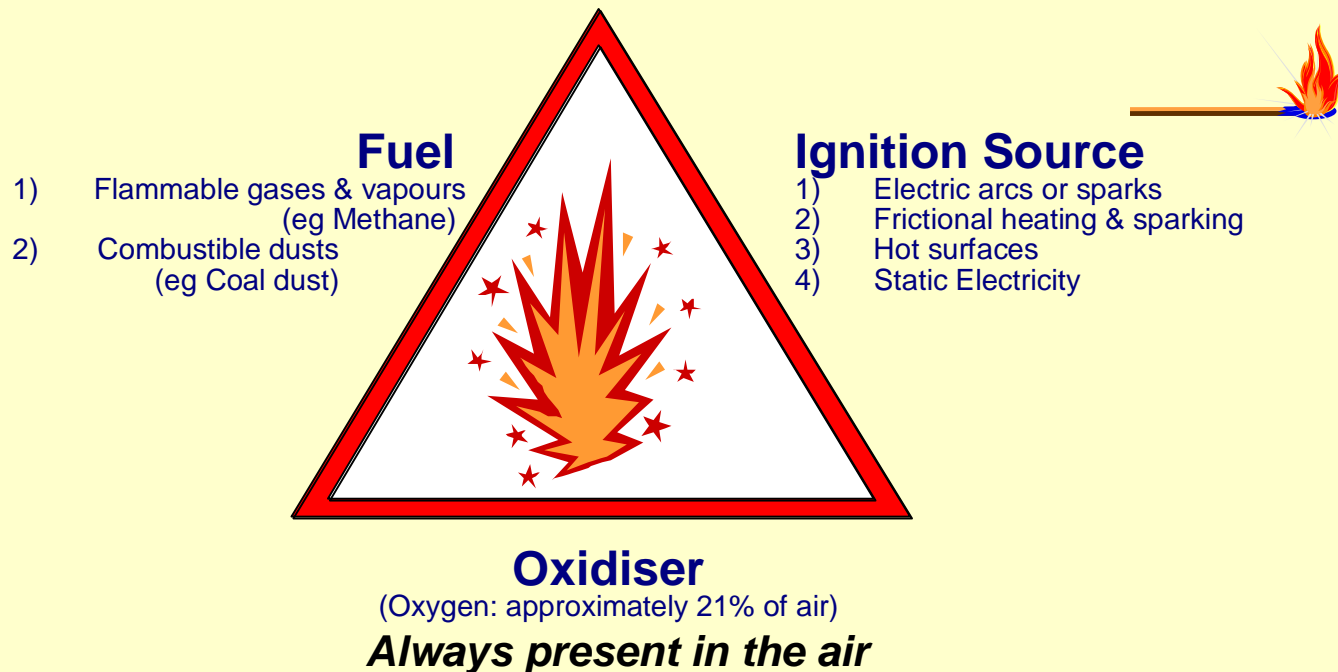 Fuel
1) Flammable gases & vapours
(eg Methane)
2) Combustible dusts
(eg Coal dust)
Ignition Source
1) Electric arcs or sparks
2) Frictional heating & sparking
3) Hot surfaces
4) Static Electricity
Oxidiser
(Oxygen: approximately 21% of air)
Always present in the air